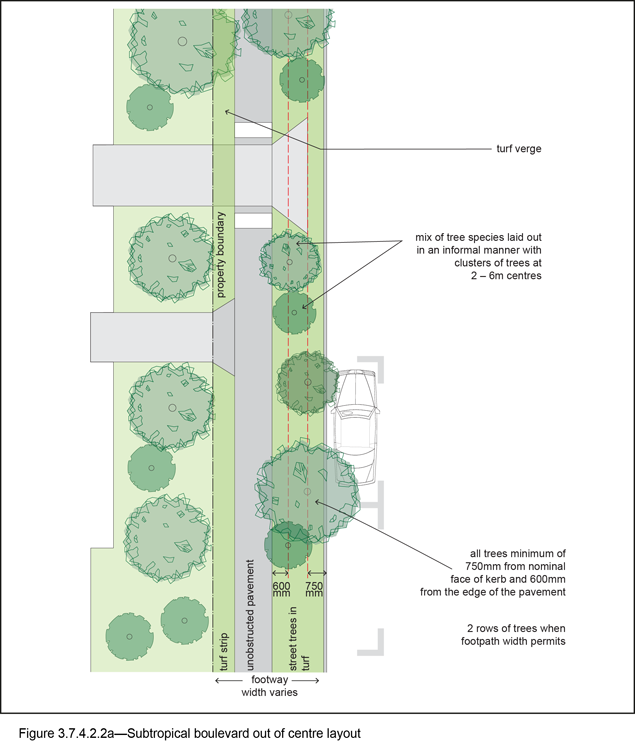 turf verge
property boundary
mix of tree species laid out
in an informal manner with
clusters of trees at
2 – 6m centres
all trees minimum of
750mm from nominal
face of kerb and 600mm
from the edge of the pavement
2 rows of trees when
footpath width permits
600
mm
750
mm
turf strip
unobstructed pavement
street trees in
turf
footway
width varies
Figure 3.7.4.2.2a—Subtropical boulevard out of centre layout